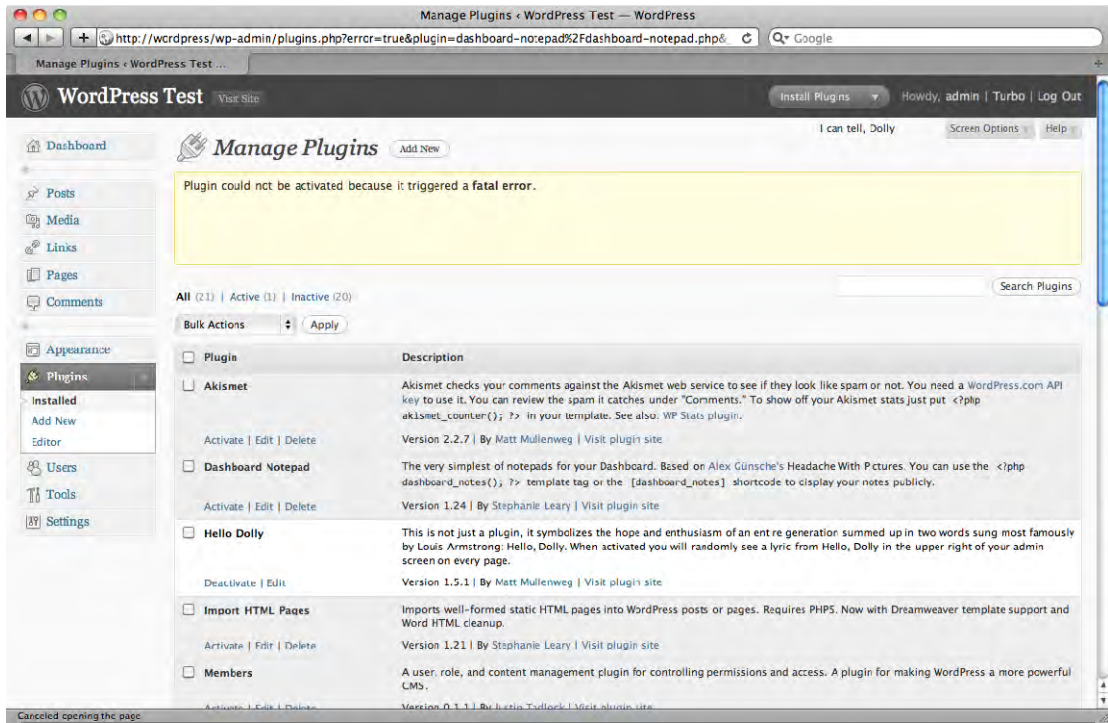 Manage Plugins ‹ WordPress Test — WordPress
http://wordpress/wp-admin/plugins.php?error=true&plugin=dashboard-notepad%2Fdashboard-notepad.php&_
Google
Manage Plugins ‹ WordPress Test ...
WordPress Test Visit Site
Install Plugins
Howdy, admin | Turbo | Log Out
I can tell, Dolly
Screen Options
Help
Dashboard
Posts
Media
Links
Pages
Comments
Appearance
Plugins
Installed
Add New
Editor
Users
Tools
Settings
Manage Plugins Add New
Plugin could not be activated because it triggered a fatal error.
Search Plugins
All (21) | Active (1) | Inactive (20)
Bulk Actions Apply
Plugin Description
Akismet
Akismet checks your comments against the Akismet web service to see if they look like spam or not. You need a WordPress.com API
key to use it. You can review the spam it catches under "Comments." To show off your Akismet stats just put <?php
akismet_counter(); ?> in your template. See also: WP Stats plugin.
Activate | Edit | Delete
Version 2.2.7 | By Matt Mullenweg | Visit plugin site
Dashboard Notepad
The very simplest of notepads for your Dashboard. Based on Alex Günsche's Headache With Pictures. You can use the <?php
dashboard_notes(); ?> template tag or the [dashboard_notes] shortcode to display your notes publicly.
Activate | Edit | Delete
Version 1.24 | By Stephanie Leary | Visit plugin site
Hello Dolly
This is not just a plugin, it symbolizes the hope and enthusiasm of an entire generation summed up in two words sung most famously
by Louis Armstrong: Hello, Dolly. When activated you will randomly see a lyric from Hello, Dolly in the upper right of your admin
screen on every page.
Deactivate | Edit
Version 1.5.1 | By Matt Mullenweg | Visit plugin site
Import HTML Pages
Imports well-formed static HTML pages into WordPress posts or pages. Requires PHP5. Now with Dreamweaver template support and
Word HTML cleanup.
Activate | Edit | Delete
Version 1.21 | By Stephanie Leary | Visit plugin site
Members
A user, role, and content management plugin for controlling permissions and access. A plugin for making WordPress a more powerful
CMS.
Activate | Edit | Delete
Version 0.1.1 | By Justin Tadlock | Visit plugin site
Canceled opening the page